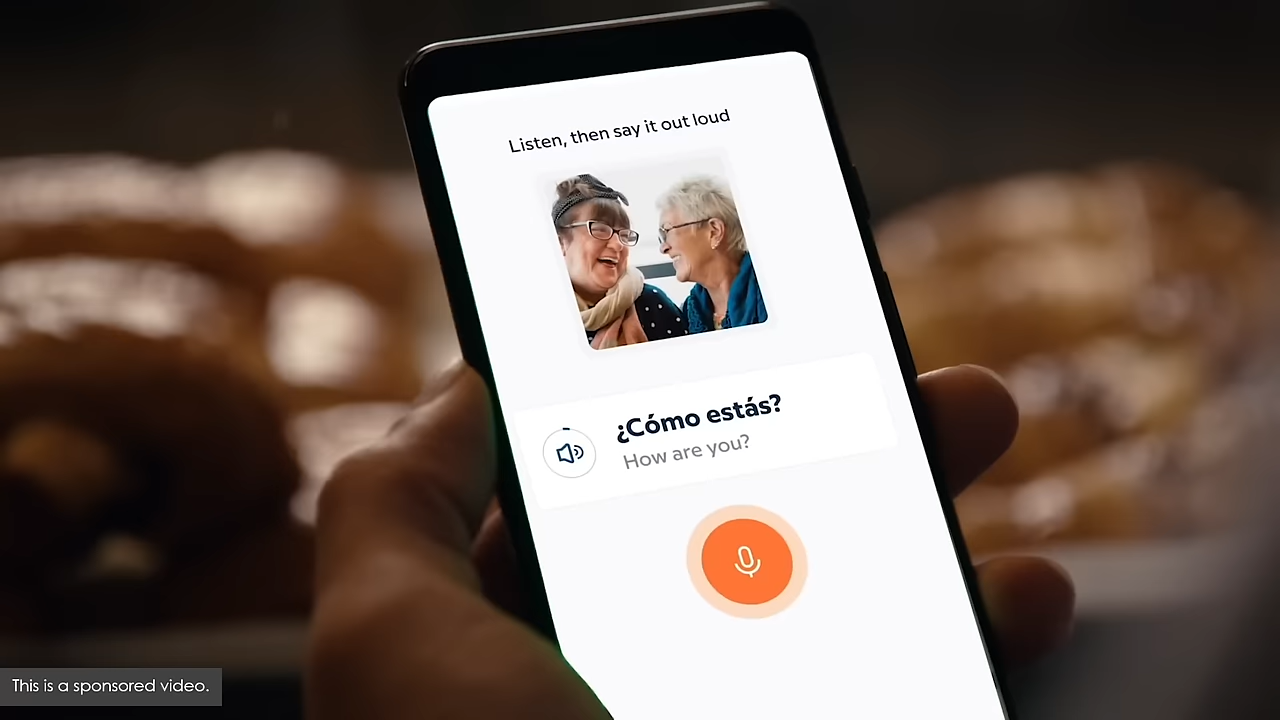 Listen, then say it out loud
¿Cómo estás?
How are you?
This is a sponsored video.